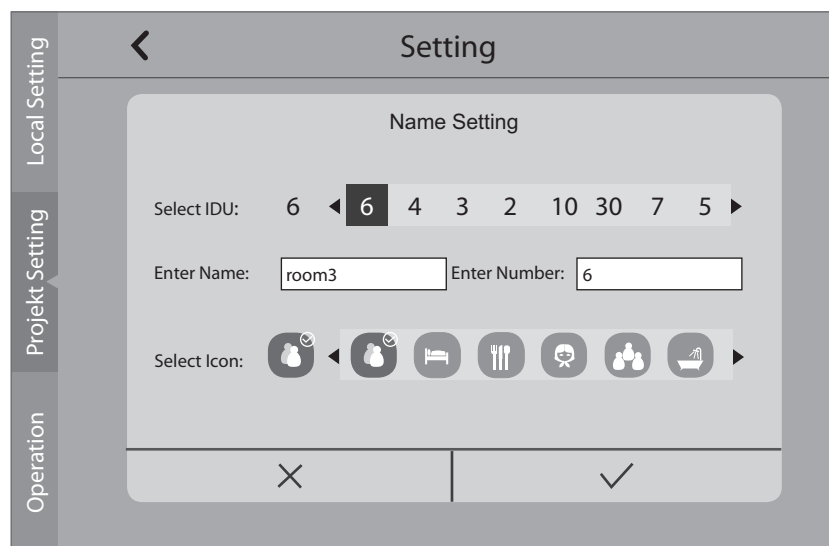 Setting
Local Setting
Projekt Setting
Operation
Name Setting
Select IDU: 6 6 4 3 2 10 30 7 5
Enter Name: room3 Enter Number: 6
Select Icon: